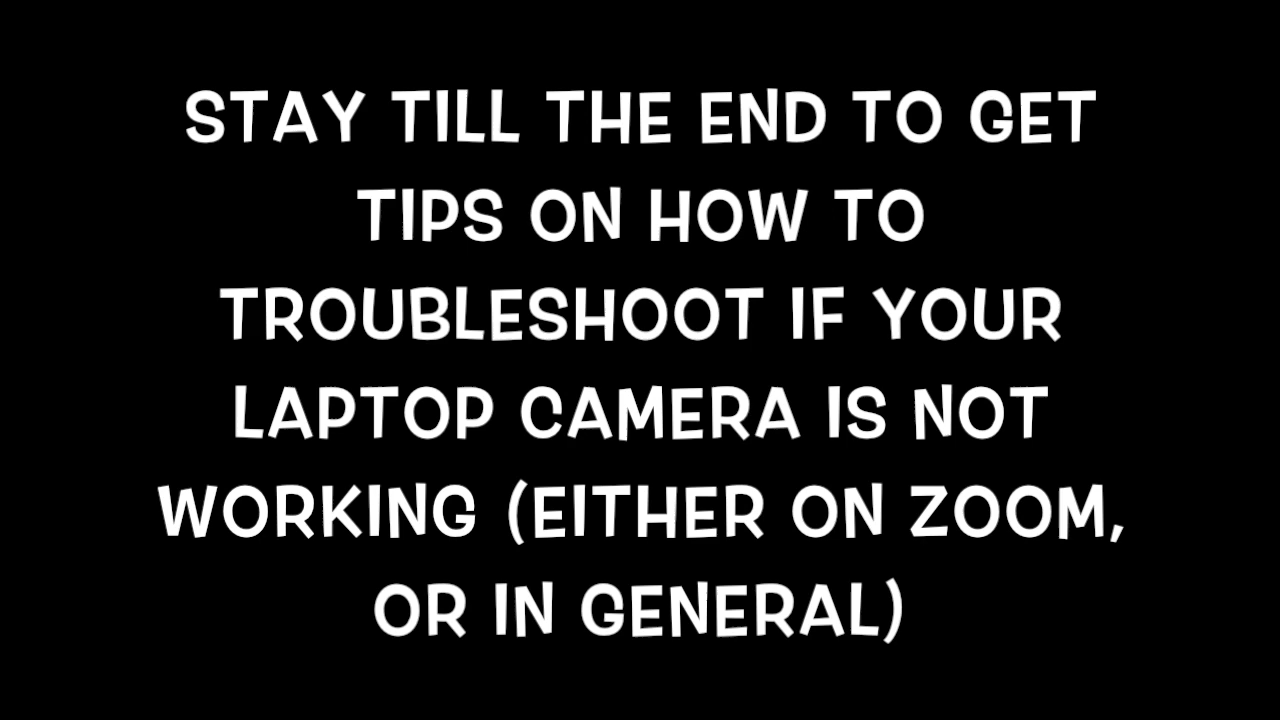 STAY TILL THE END TO GET
TIPS ON HOW TO
TROUBLESHOOT IF YOUR
LAPTOP CAMERA IS NOT
WORKING (EITHER ON ZOOM,
OR IN GENERAL)